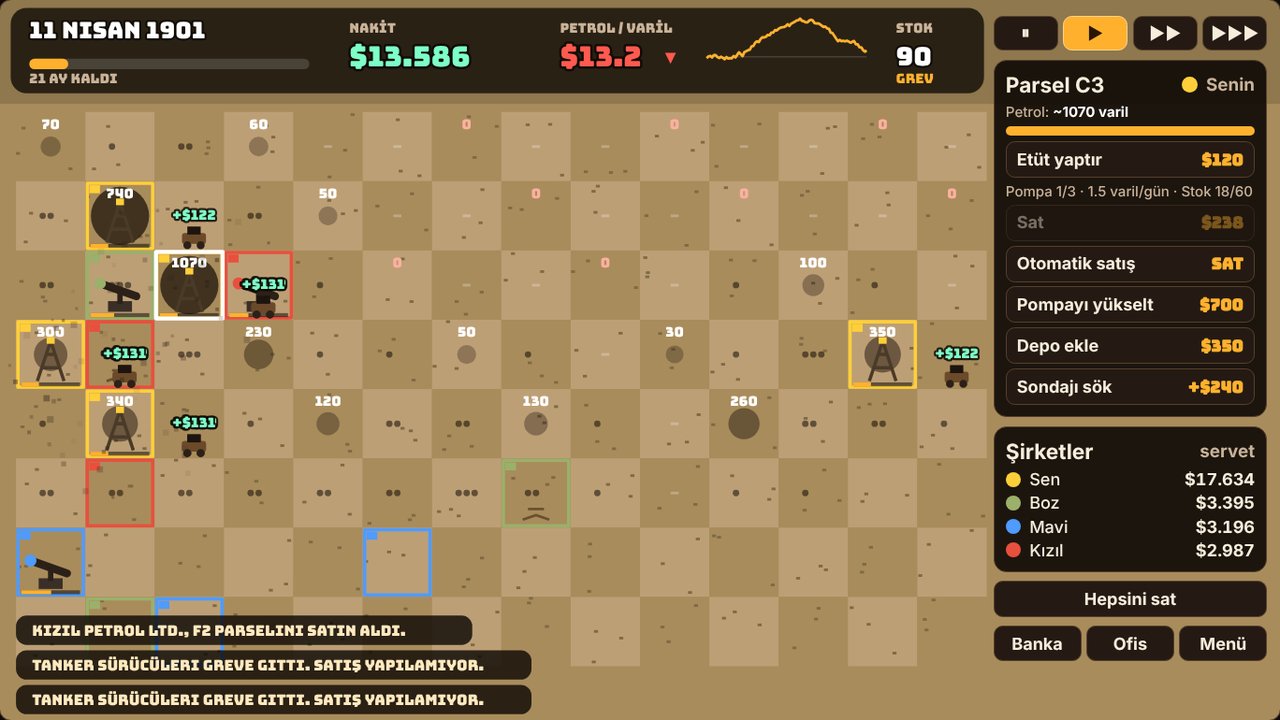 11 NISAN 1901
21 AY KALDI
NAKİT
$13.586
PETROL / VARİL
$13.2 ▼
STOK
90
GREV
70
60
0
0
0
740
+$122
50
0
0
0
1070
+$131
0
0
100
300
+$131
230
50
30
350
+$122
340
+$131
120
130
260
KIZIL PETROL LTD., F2 PARSELINI SATIN ALDI.
TANKER SÜRÜCÜLERI GREVE GITTI. SATIŞ YAPILAMIYOR.
TANKER SÜRÜCÜLERI GREVE GITTI. SATIŞ YAPILAMIYOR.
Parsel C3
Senin
Petrol: ~1070 varil
Etüt yaptır $120
Pompa 1/3 · 1.5 varil/gün · Stok 18/60
Sat $238
Otomatik satış SAT
Pompayı yükselt $700
Depo ekle $350
Sondajı sök +$240
Şirketler servet
Sen $17.634
Boz $3.395
Mavi $3.196
Kızıl $2.987
Hepsini sat
Banka
Ofis
Menü